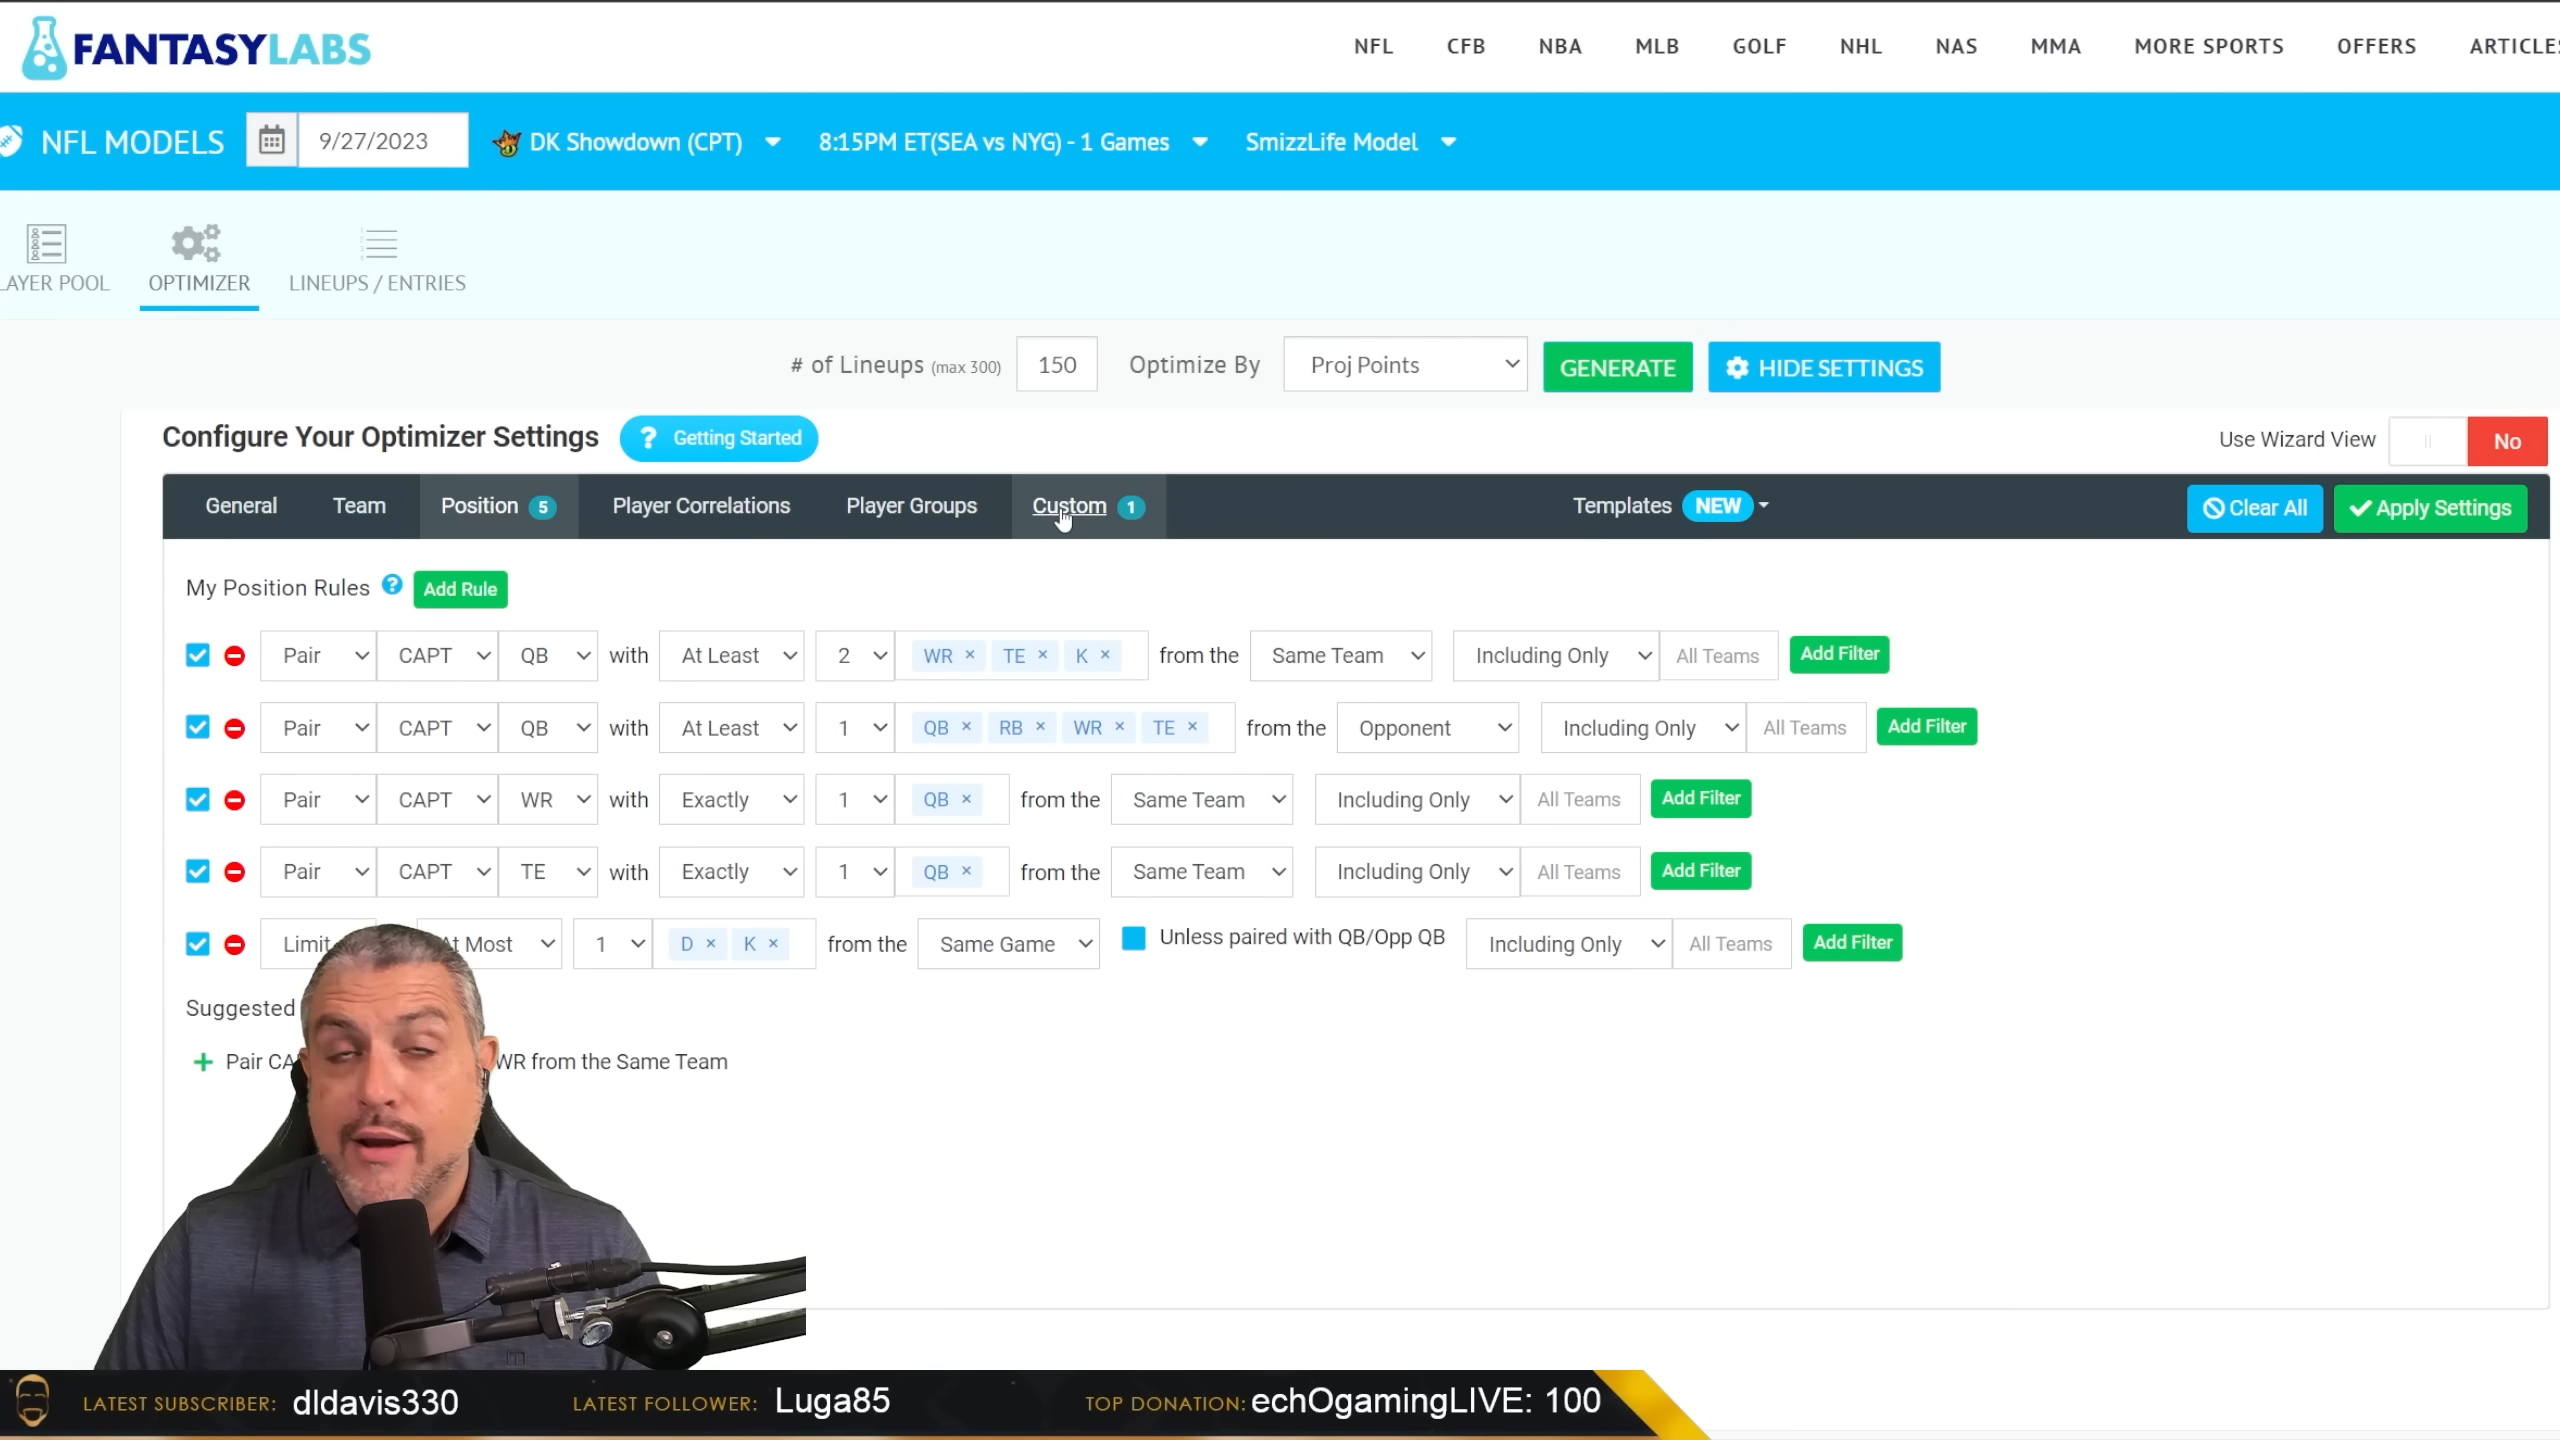 FANTASYLABS
NFL CFB NBA MLB GOLF NHL NAS MMA MORE SPORTS OFFERS ARTICLES
NFL MODELS 9/27/2023 DK Showdown (CPT) 8:15PM ET(SEA vs NYG) - 1 Games SmizzLife Model
LAYER POOL OPTIMIZER LINEUPS / ENTRIES
# of Lineups (max 300) 150 Optimize By Proj Points GENERATE HIDE SETTINGS
Configure Your Optimizer Settings ? Getting Started Use Wizard View No
General Team Position 5 Player Correlations Player Groups Custom 1 Templates NEW Clear All Apply Settings
My Position Rules ? Add Rule
Pair CAPT QB with At Least 2 WR × TE × K × from the Same Team Including Only All Teams Add Filter
Pair CAPT QB with At Least 1 QB × RB × WR × TE × from the Opponent Including Only All Teams Add Filter
Pair CAPT WR with Exactly 1 QB × from the Same Team Including Only All Teams Add Filter
Pair CAPT TE with Exactly 1 QB × from the Same Team Including Only All Teams Add Filter
Limit At Most 1 D × K × from the Same Game Unless paired with QB/Opp QB Including Only All Teams Add Filter
Suggested
+ Pair CA WR from the Same Team
LATEST SUBSCRIBER: dldavis330 LATEST FOLLOWER: Luga85 TOP DONATION: echOgamingLIVE: 100